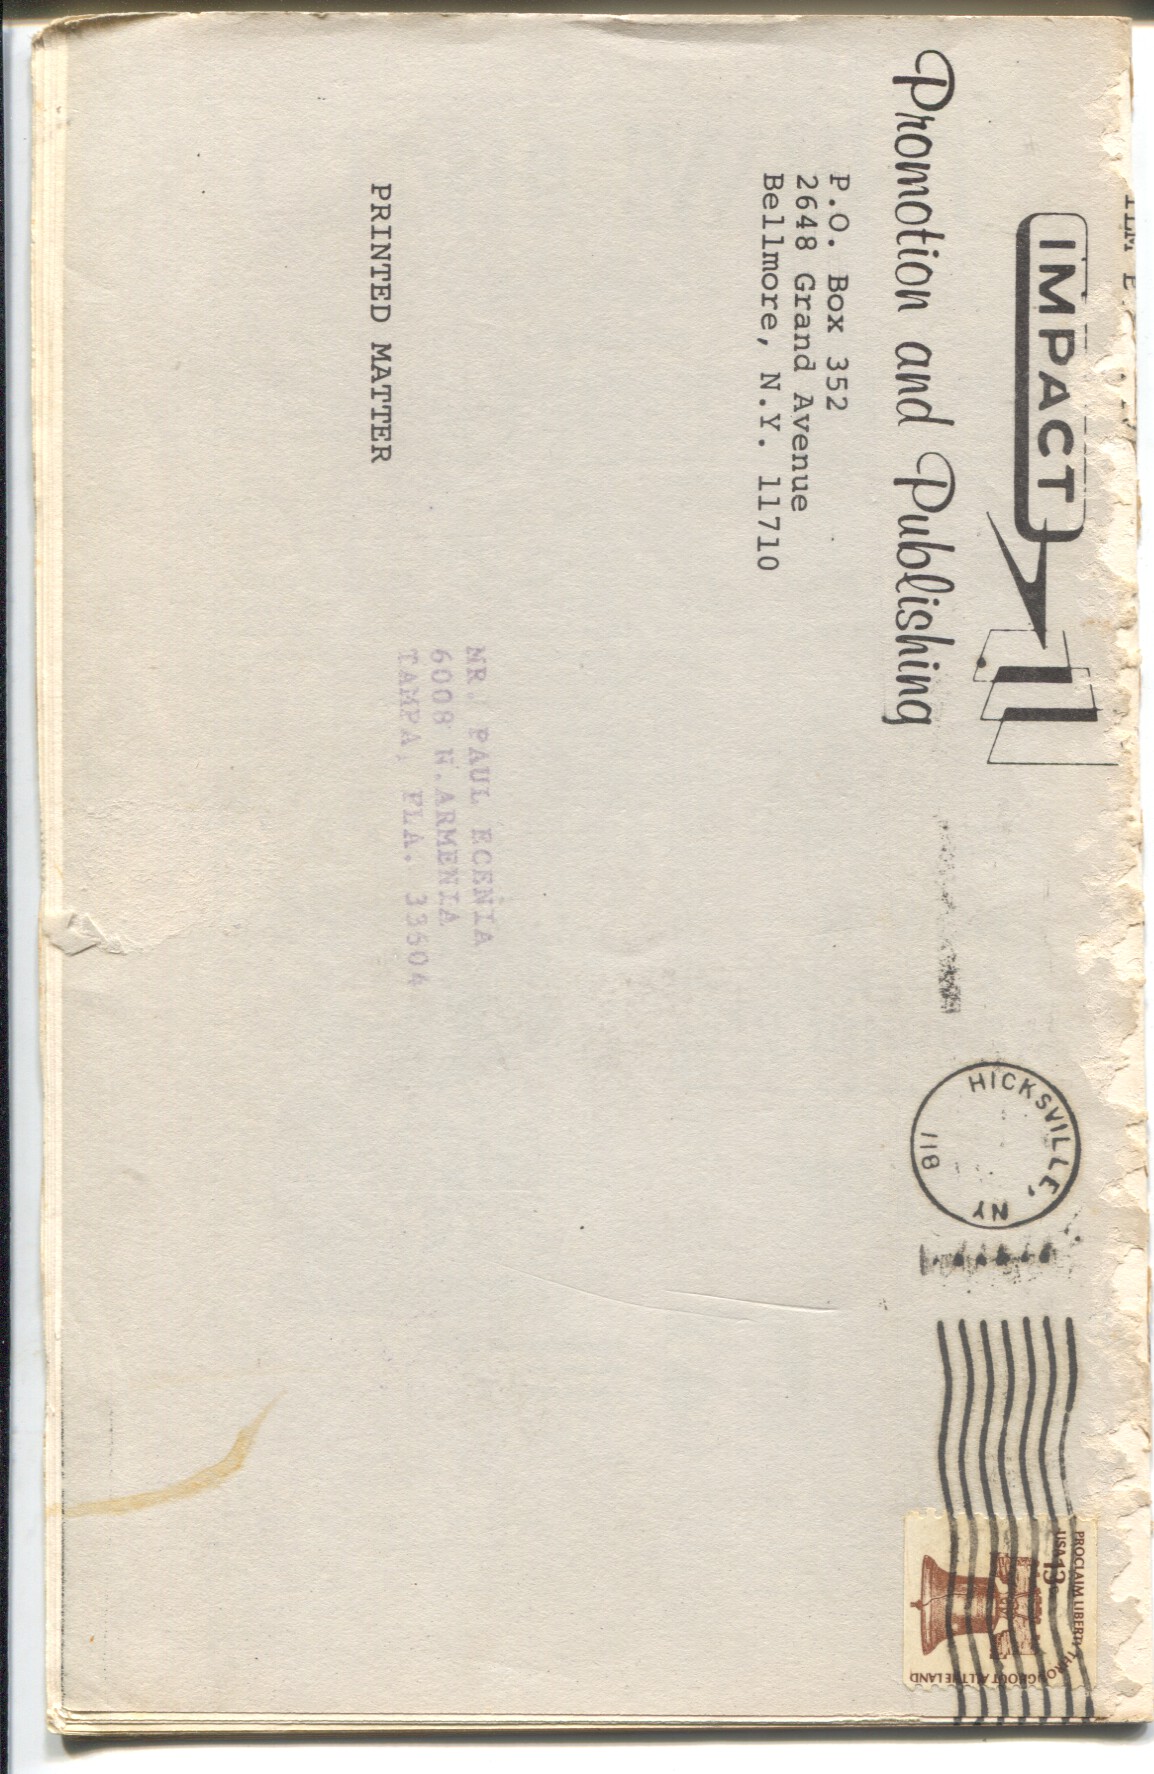 IMPACT
Promotion and Publishing
P.O. Box 352
2648 Grand Avenue
Bellmore, N.Y. 11710
PRINTED MATTER
MR. PAUL ECENIA
6008 N.ARMENIA
TAMPA, FLA. 33604
HICKSVILLE, NY
118
PROCLAIM LIBERTY THROUGHOUT ALL THE LAND
USA 13c